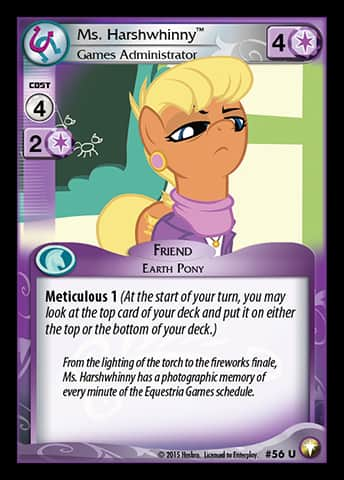 Ms. Harshwhinny™
Games Administrator
4
COST
4
2
FRIEND
EARTH PONY
Meticulous 1 (At the start of your turn, you may
look at the top card of your deck and put it on either
the top or the bottom of your deck.)
From the lighting of the torch to the fireworks finale,
Ms. Harshwhinny has a photographic memory of
every minute of the Equestria Games schedule.
© 2015 Hasbro. Licensed to Enterplay. #56 U